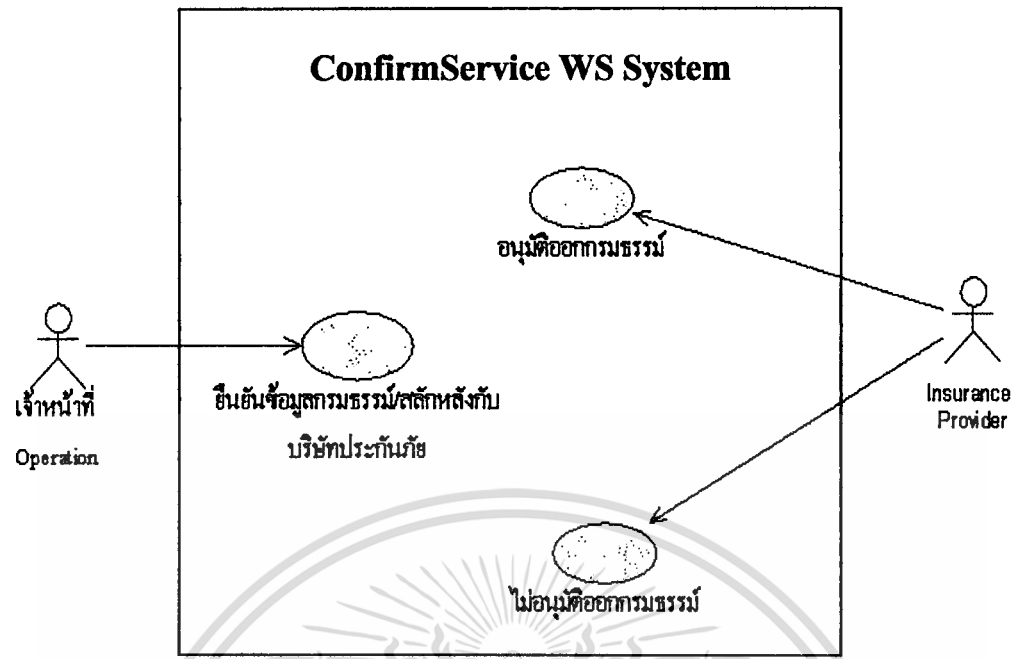 ConfirmService WS System
อนุมัติออกกรมธรรม์
เจ้าหน้าที่
Operation
ยืนยันข้อมูลกรมธรรม์/สลักหลังกับ
บริษัทประกันภัย
Insurance
Provider
ไม่อนุมัติออกกรมธรรม์